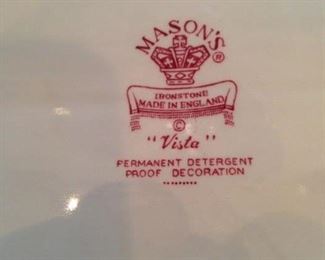 MASON'S
®
IRONSTONE
MADE IN ENGLAND
©
"Vista"
PERMANENT DETERGENT
PROOF DECORATION